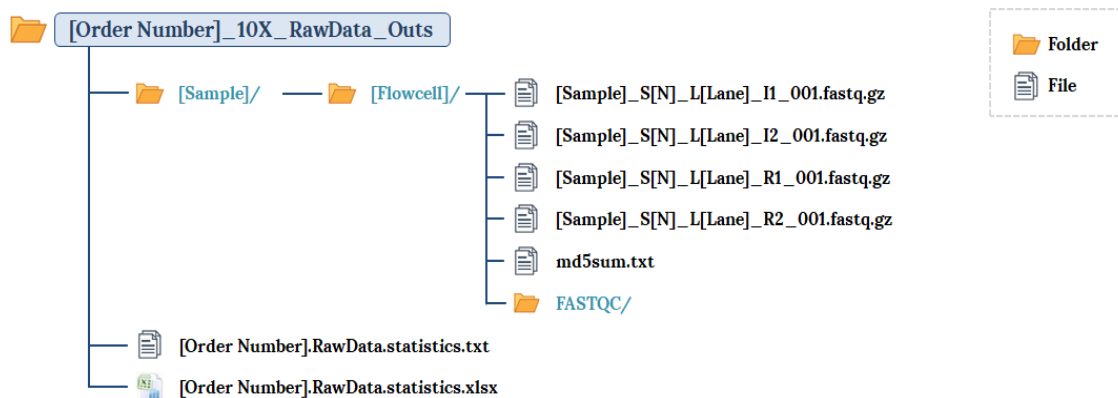 [Order Number]_10X_RawData_Outs
Folder
File
[Sample]/
[Flowcell]/
[Sample]_S[N]_L[Lane]_I1_001.fastq.gz
[Sample]_S[N]_L[Lane]_I2_001.fastq.gz
[Sample]_S[N]_L[Lane]_R1_001.fastq.gz
[Sample]_S[N]_L[Lane]_R2_001.fastq.gz
md5sum.txt
FASTQC/
[Order Number].RawData.statistics.txt
[Order Number].RawData.statistics.xlsx